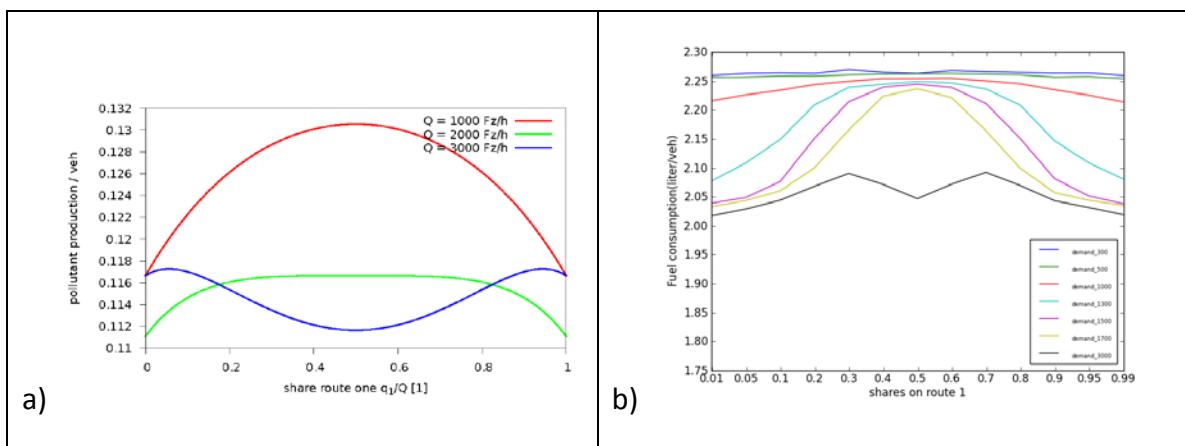 0.132
0.13
0.128
0.126
0.124
0.122
0.12
0.118
0.116
0.114
0.112
0.11
pollutant production / veh
Q = 1000 Fz/h
Q = 2000 Fz/h
Q = 3000 Fz/h
0 0.2 0.4 0.6 0.8 1
share route one q₁/Q [1]
a)
2.30
2.25
2.20
2.15
2.10
2.05
2.00
1.95
1.90
1.85
1.80
1.75
Fuel consumption(liter/veh)
demand_300
demand_500
demand_1000
demand_1300
demand_1500
demand_1700
demand_3000
0.01 0.05 0.1 0.2 0.3 0.4 0.5 0.6 0.7 0.8 0.9 0.95 0.99
shares on route 1
b)